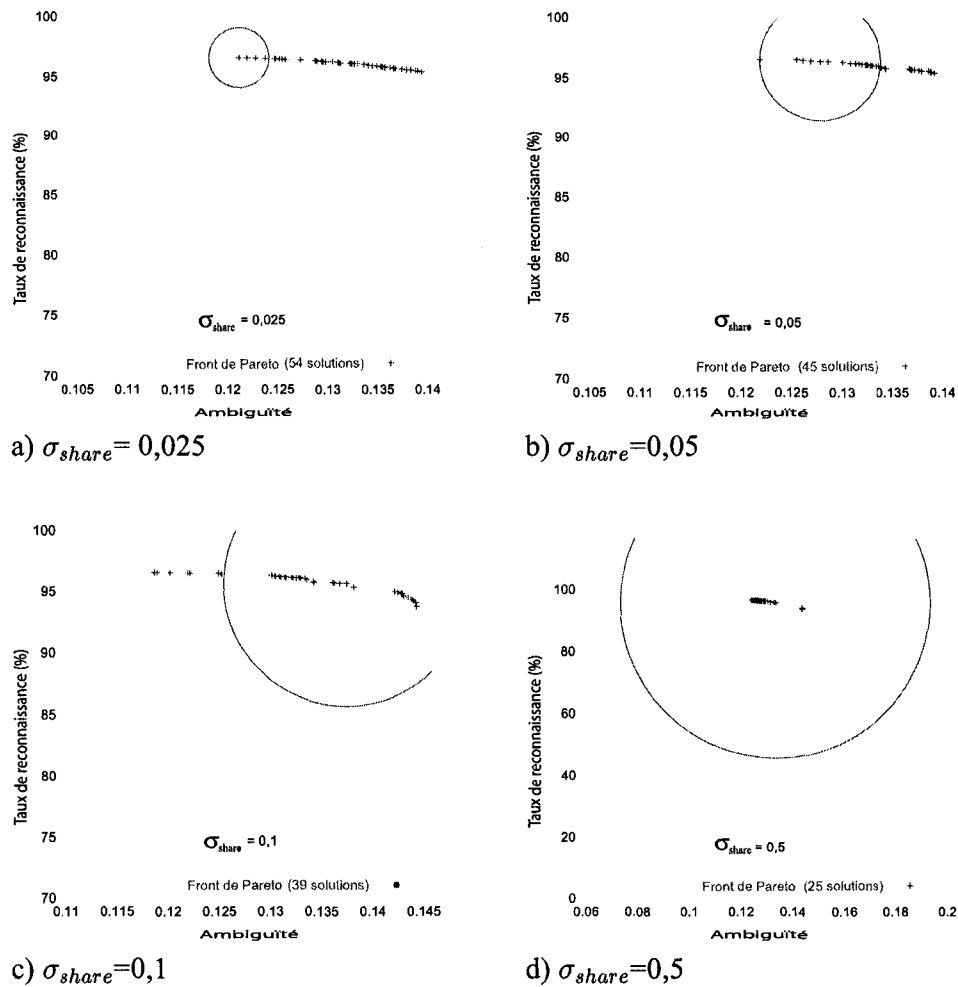 100
95
90
85
80
75
70
Taux de reconnaissance (%)
σshare = 0,025
Front de Pareto (54 solutions) +
0.105 0.11 0.115 0.12 0.125 0.13 0.135 0.14
Ambiguïté
a) σshare= 0,025
100
95
90
85
80
75
70
Taux de reconnaissance (%)
σshare = 0,05
Front de Pareto (45 solutions) +
0.105 0.11 0.115 0.12 0.125 0.13 0.135 0.14
Ambiguïté
b) σshare=0,05
100
95
90
85
80
75
70
Taux de reconnaissance (%)
σshare = 0,1
Front de Pareto (39 solutions)
0.11 0.115 0.12 0.125 0.13 0.135 0.14 0.145
Ambiguïté
c) σshare=0,1
100
80
60
40
20
0
Taux de reconnaissance (%)
σshare = 0,5
Front de Pareto (25 solutions) +
0.06 0.08 0.1 0.12 0.14 0.16 0.18 0.2
Ambiguïté
d) σshare=0,5